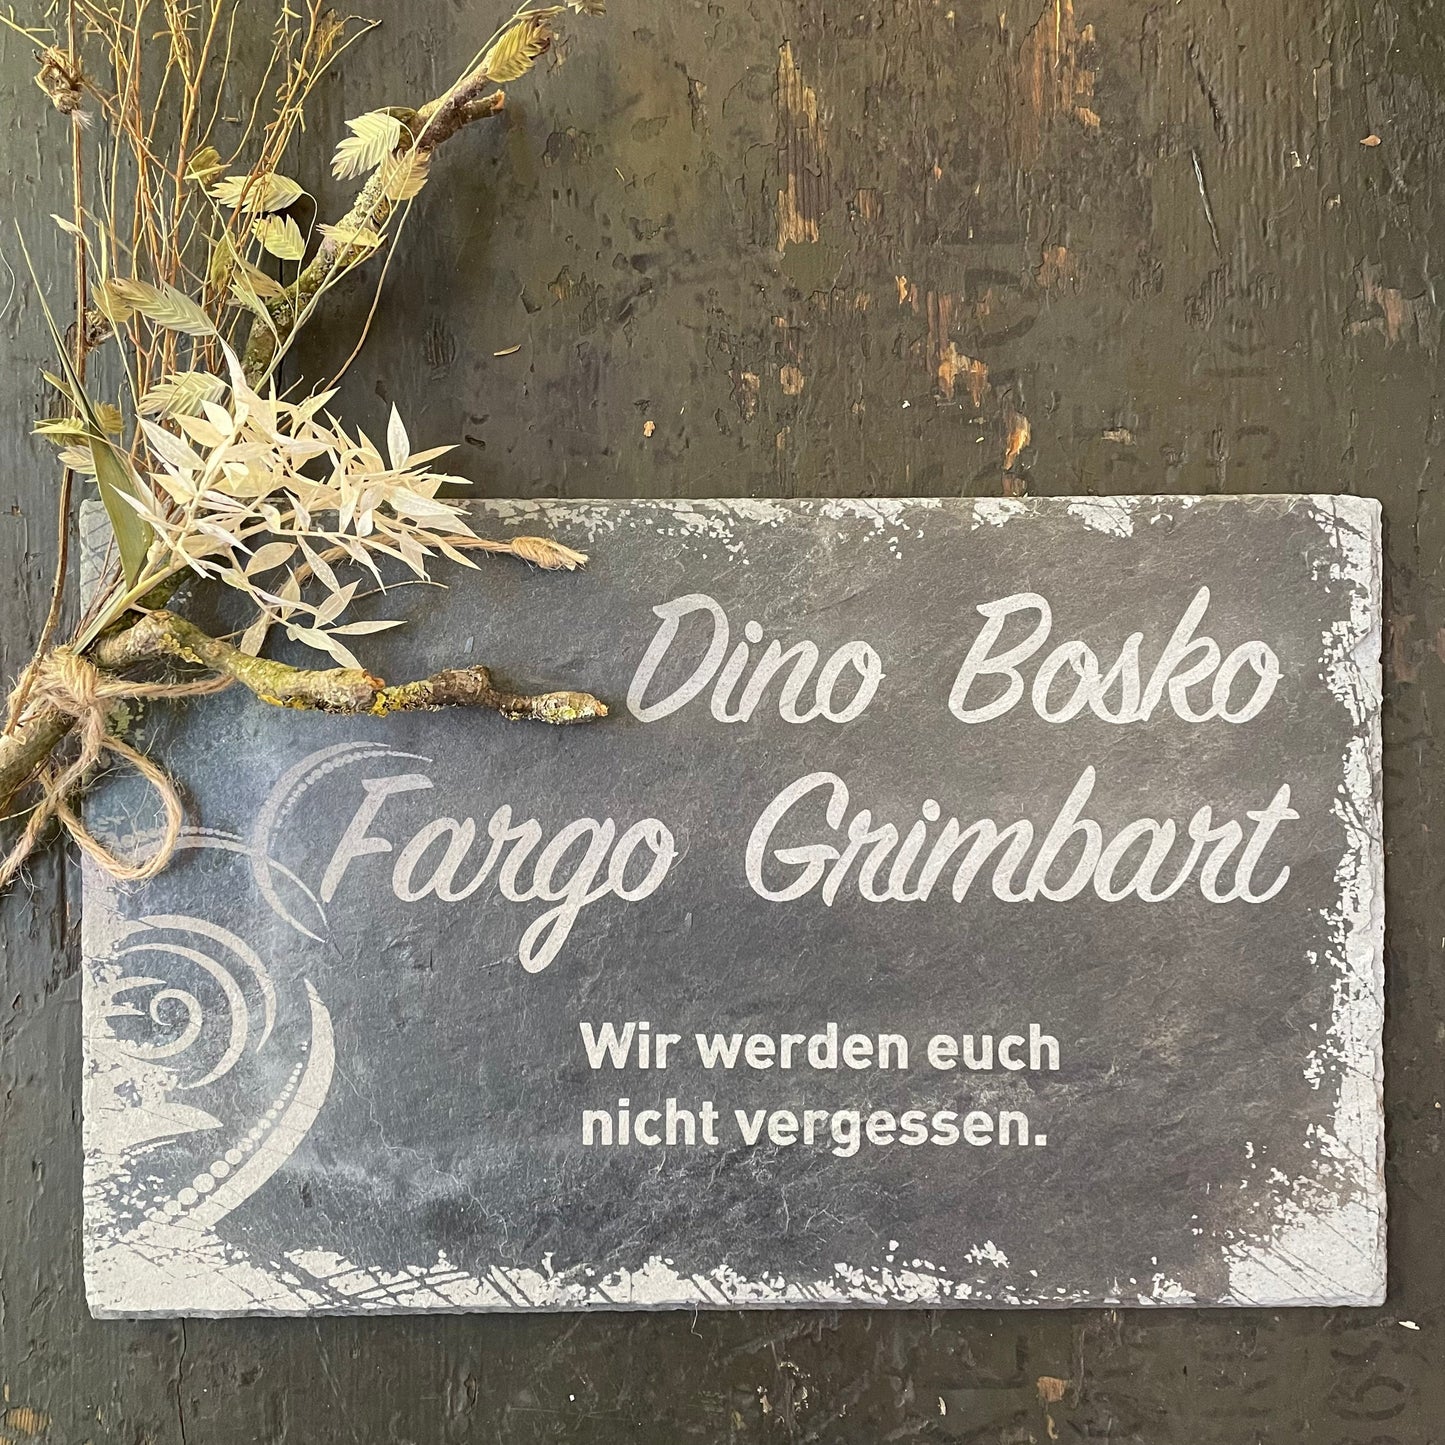 Dino Bosko
Fargo Grimbart
Wir werden euch
nicht vergessen.